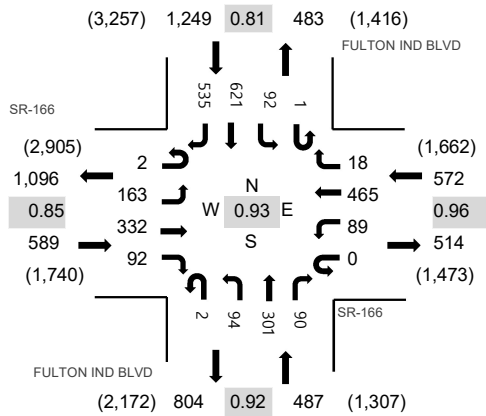 (3,257) 1,249 0.81 483 (1,416)
FULTON IND BLVD
535 621 92 1
SR-166
(2,905)
1,096
0.85
589
(1,740)
2
163
332
92
N
W 0.93 E
S
18
465
89
0
(1,662)
572
0.96
514
(1,473)
2 94 301 90
SR-166
FULTON IND BLVD
(2,172) 804 0.92 487 (1,307)